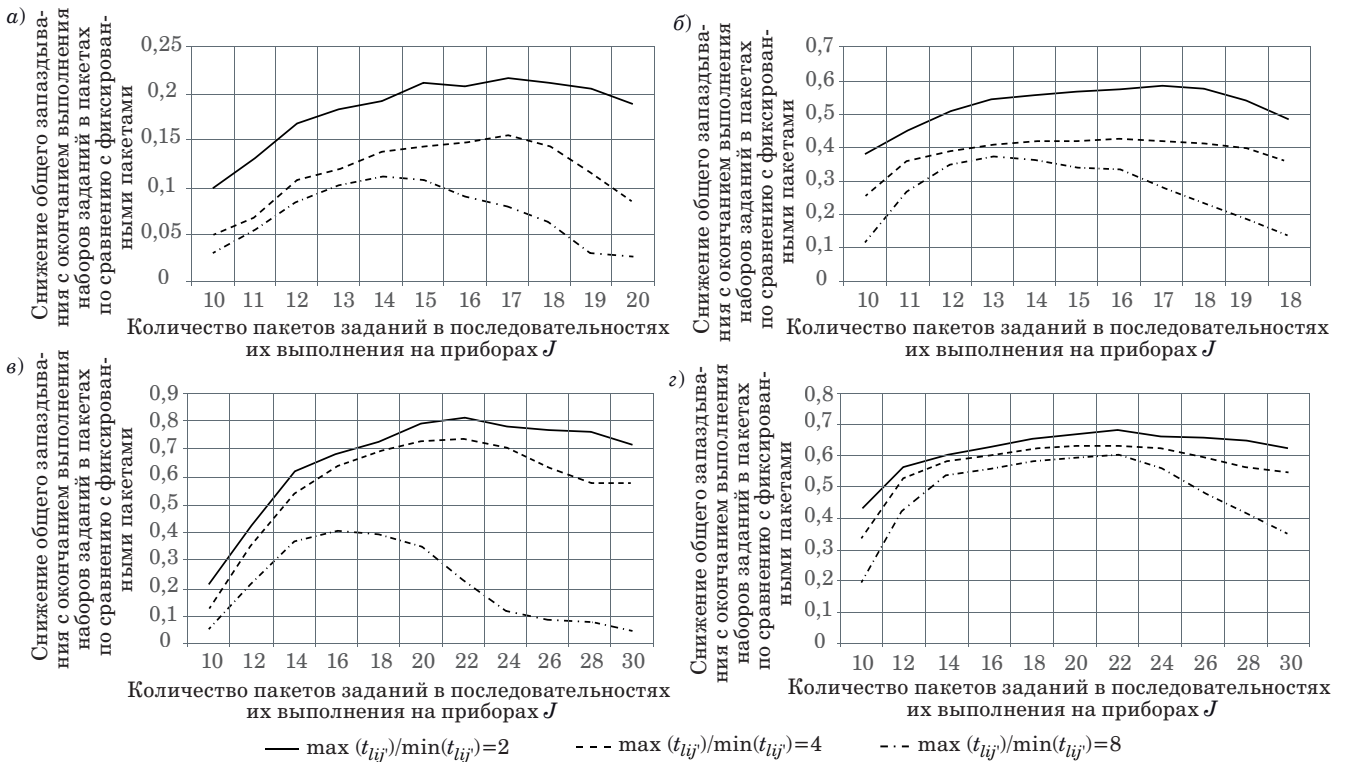 а)
Снижение общего запаздыва-
ния с окончанием выполнения
наборов заданий в пакетах
по сравнению с фиксирован-
ными пакетами
0,25
0,2
0,15
0,1
0,05
0
10 11 12 13 14 15 16 17 18 19 20
Количество пакетов заданий в последовательностях
их выполнения на приборах J
б)
Снижение общего запаздыва-
ния с окончанием выполнения
наборов заданий в пакетах
по сравнению с фиксирован-
ными пакетами
0,7
0,6
0,5
0,4
0,3
0,2
0,1
0
10 11 12 13 14 15 16 17 18 19 18
Количество пакетов заданий в последовательностях
их выполнения на приборах J
в)
Снижение общего запаздыва-
ния с окончанием выполнения
наборов заданий в пакетах
по сравнению с фиксирован-
ными пакетами
0,9
0,8
0,7
0,6
0,5
0,4
0,3
0,2
0,1
0
10 12 14 16 18 20 22 24 26 28 30
Количество пакетов заданий в последовательностях
их выполнения на приборах J
г)
Снижение общего запаздыва-
ния с окончанием выполнения
наборов заданий в пакетах
по сравнению с фиксирован-
ными пакетами
0,8
0,7
0,6
0,5
0,4
0,3
0,2
0,1
0
10 12 14 16 18 20 22 24 26 28 30
Количество пакетов заданий в последовательностях
их выполнения на приборах J
max (tlij')/min(tlij')=2 max (tlij')/min(tlij')=4 max (tlij')/min(tlij')=8